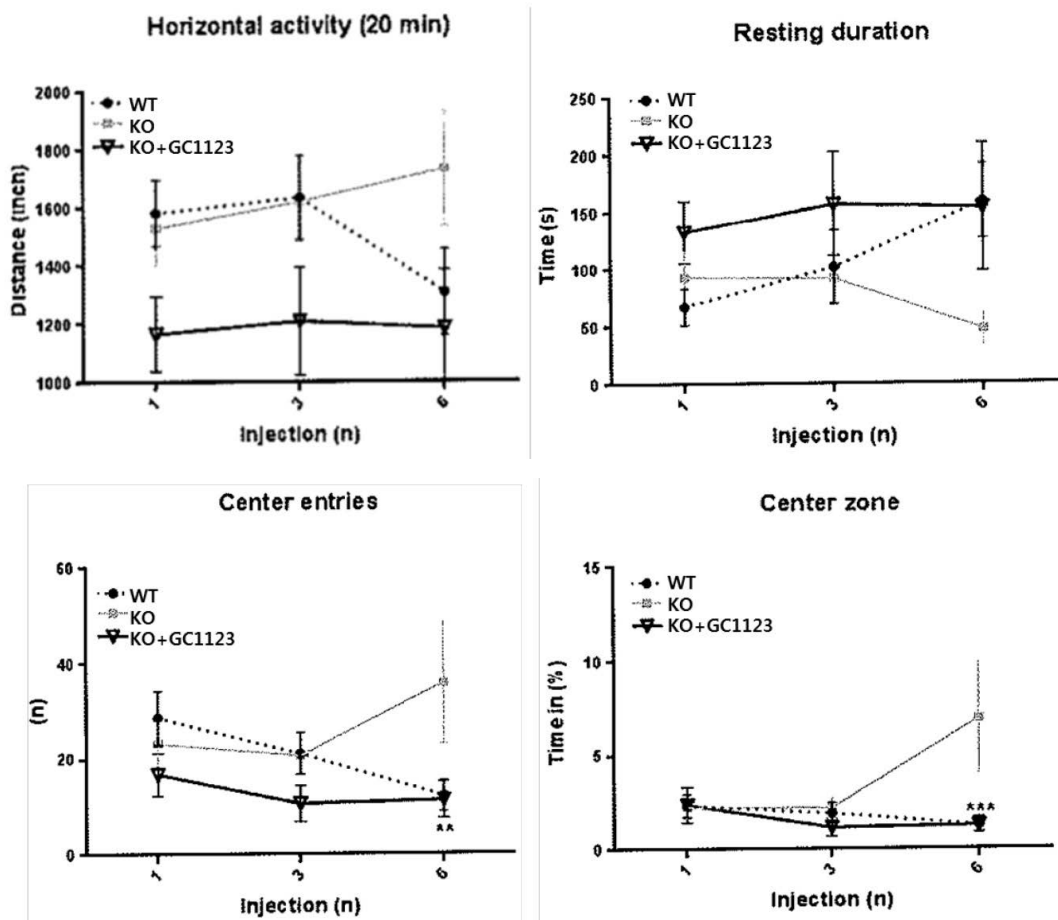 Horizontal activity (20 min)
2000
1800
1600
1400
1200
1000
Distance (inch)
WT
KO
KO+GC1123
1
3
6
Injection (n)
Resting duration
250
200
150
100
50
0
Time (s)
WT
KO
KO+GC1123
1
3
6
Injection (n)
Center entries
60
40
20
0
(n)
WT
KO
KO+GC1123
**
1
3
6
Injection (n)
Center zone
15
10
5
0
Time in (%)
WT
KO
KO+GC1123
***
1
3
6
Injection (n)